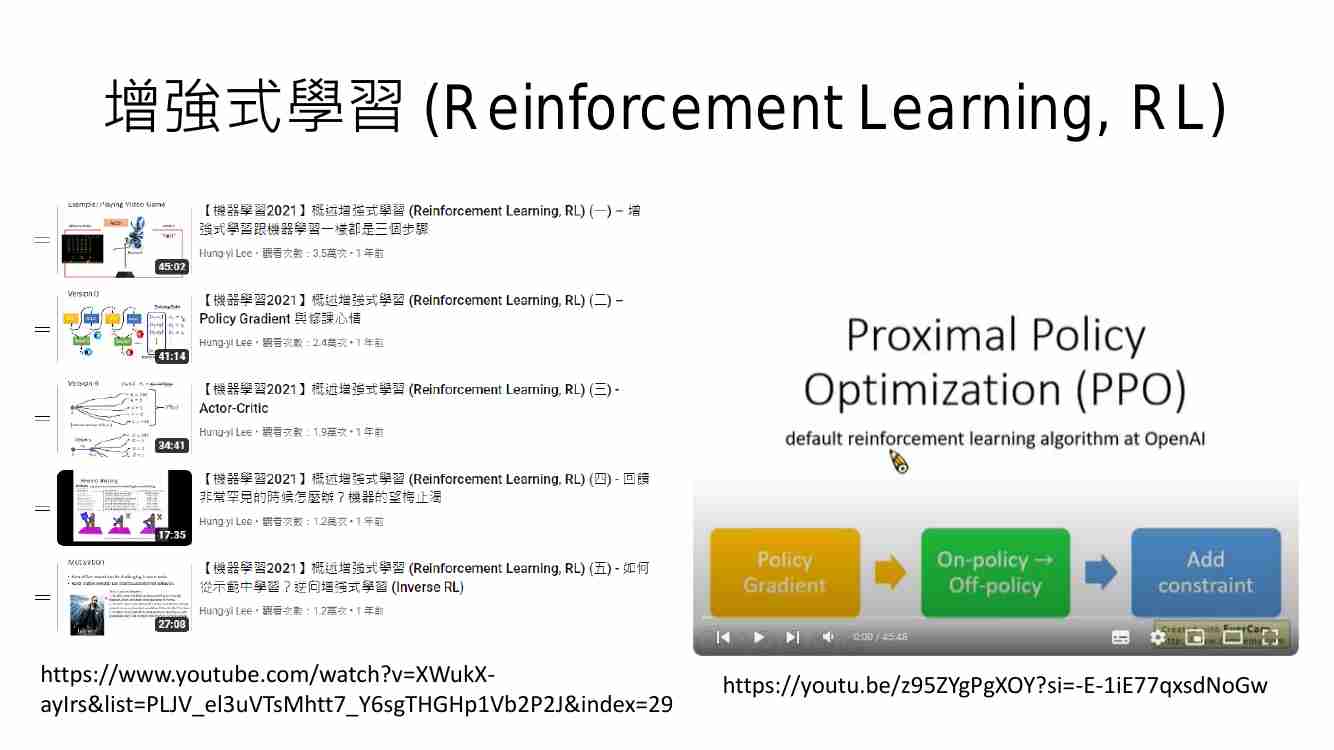 增強式學習 (Reinforcement Learning, RL)
Example: Playing Video Game
Actor
45:02
【機器學習2021】概述增強式學習 (Reinforcement Learning, RL) (一) – 增
強式學習跟機器學習一樣都是三個步驟
Hung-yi Lee • 觀看次數：3.5萬次 • 1 年前
Version 0
41:14
【機器學習2021】概述增強式學習 (Reinforcement Learning, RL) (二) –
Policy Gradient 與修課心情
Hung-yi Lee • 觀看次數：2.4萬次 • 1 年前
34:41
【機器學習2021】概述增強式學習 (Reinforcement Learning, RL) (三) -
Actor-Critic
Hung-yi Lee • 觀看次數：1.9萬次 • 1 年前
17:35
【機器學習2021】概述增強式學習 (Reinforcement Learning, RL) (四) - 回饋
非常罕見的時候怎麼辦？機器的望梅止渴
Hung-yi Lee • 觀看次數：1.2萬次 • 1 年前
Motivation
27:08
【機器學習2021】概述增強式學習 (Reinforcement Learning, RL) (五) - 如何
從示範中學習？逆向增強式學習 (Inverse RL)
Hung-yi Lee • 觀看次數：1.2萬次 • 1 年前
https://www.youtube.com/watch?v=XWukX-
ayIrs&list=PLJV_el3uVTsMhtt7_Y6sgTHGHp1Vb2P2J&index=29
Proximal Policy
Optimization (PPO)
default reinforcement learning algorithm at OpenAI
Policy
Gradient
On-policy →
Off-policy
Add
constraint
0:00 / 45:48
https://youtu.be/z95ZYgPgXOY?si=-E-1iE77qxsdNoGw